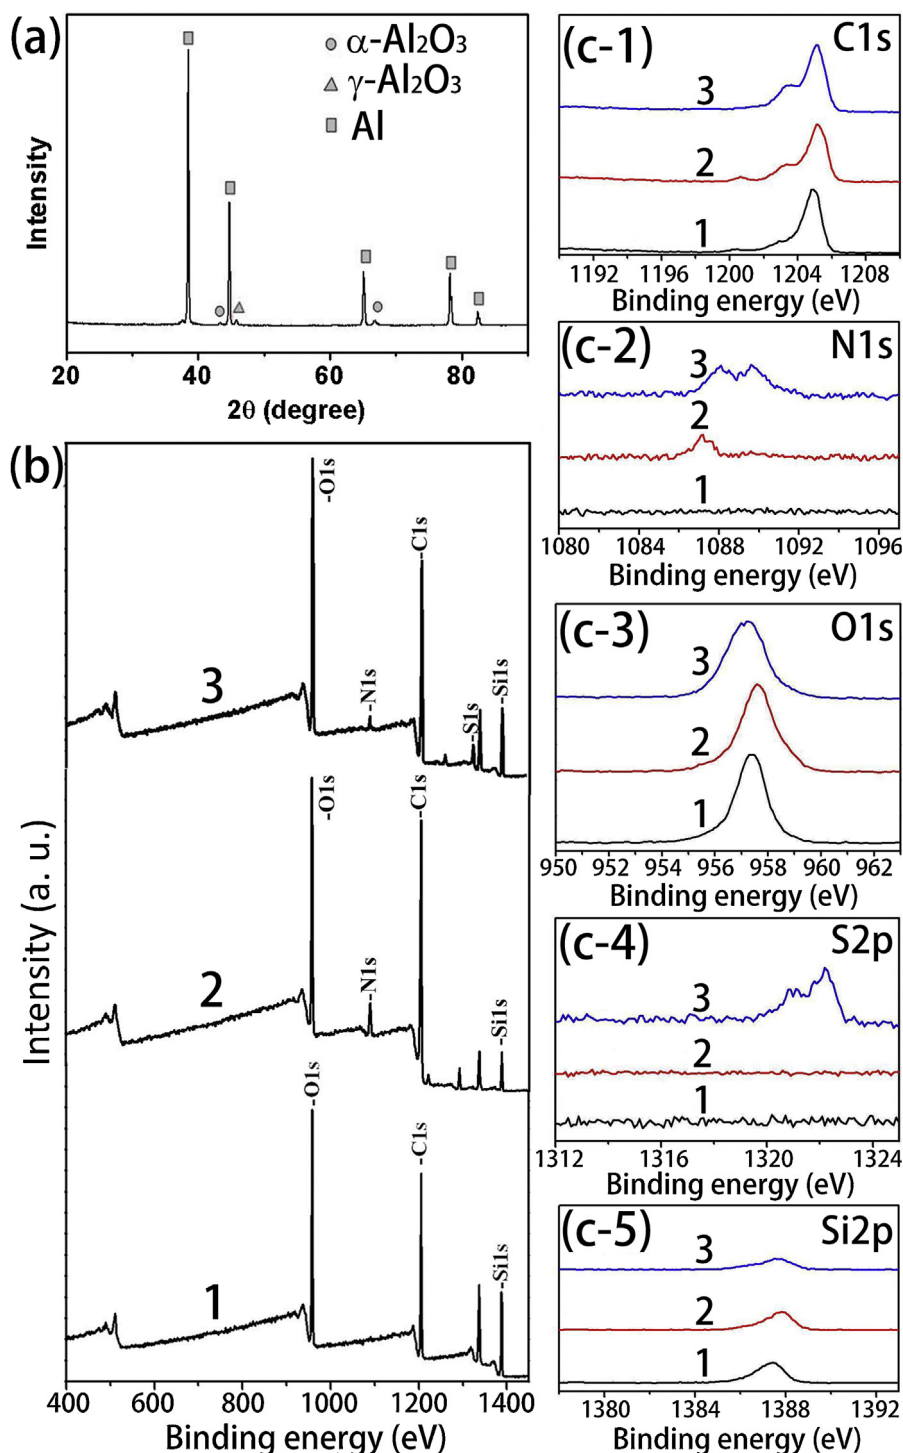 (a)
α-Al2O3
γ-Al2O3
Al
Intensity
20 40 60 80
2θ (degree)
(b)
-O1s
-C1s
3
-N1s
-S1s
-Si1s
-O1s
-C1s
2
-N1s
-Si1s
-O1s
-C1s
1
-Si1s
Intensity (a. u.)
400 600 800 1000 1200 1400
Binding energy (eV)
(c-1) C1s
3
2
1
1192 1196 1200 1204 1208
Binding energy (eV)
(c-2) N1s
3
2
1
1080 1084 1088 1092 1096
Binding energy (eV)
(c-3) O1s
3
2
1
950 952 954 956 958 960 962
Binding energy (eV)
(c-4) S2p
3
2
1
1312 1316 1320 1324
Binding energy (eV)
(c-5) Si2p
3
2
1
1380 1384 1388 1392
Binding energy (eV)